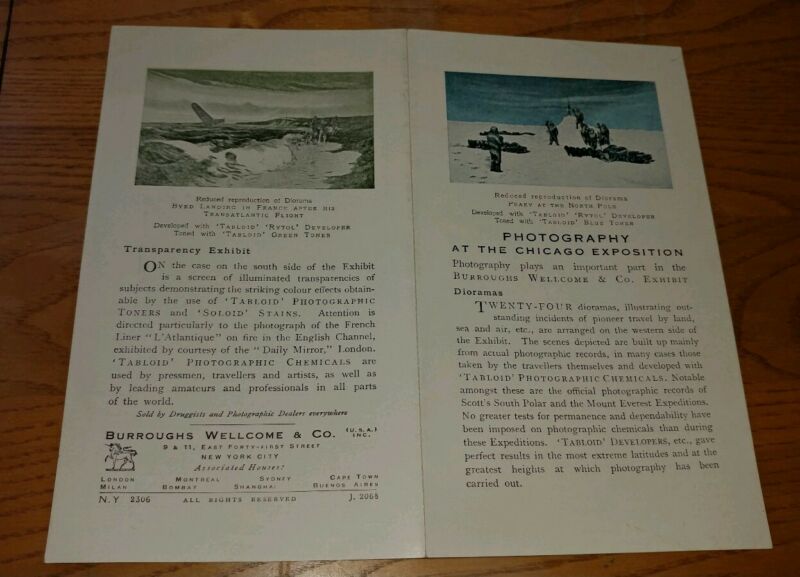 Reduced reproduction of Diorama
Byrd Landing in France after his
Transatlantic Flight
Developed with 'Tabloid' 'Rytol' Developer
Toned with 'Tabloid' Green Toner
Transparency Exhibit
ON the case on the south side of the Exhibit
is a screen of illuminated transparencies of
subjects demonstrating the striking colour effects obtain-
able by the use of 'Tabloid' Photographic
Toners and 'Soloid' Stains. Attention is
directed particularly to the photograph of the French
Liner "L'Atlantique" on fire in the English Channel,
exhibited by courtesy of the "Daily Mirror," London.
'Tabloid' Photographic Chemicals are
used by pressmen, travellers and artists, as well as
by leading amateurs and professionals in all parts
of the world.
Sold by Druggists and Photographic Dealers everywhere
Burroughs Wellcome & Co. (U.S.A.) Inc.
9 & 11, East Forty-first Street
New York City
Associated Houses:
London Montreal Sydney Cape Town
Milan Bombay Shanghai Buenos Aires
N.Y 2306 All Rights Reserved J. 2068
Reduced reproduction of Diorama
Peary at the North Pole
Developed with 'Tabloid' 'Rytol' Developer
Toned with 'Tabloid' Blue Toner
PHOTOGRAPHY
AT THE CHICAGO EXPOSITION
Photography plays an important part in the
Burroughs Wellcome & Co. Exhibit
Dioramas
TWENTY-FOUR dioramas, illustrating out-
standing incidents of pioneer travel by land,
sea and air, etc., are arranged on the western side of
the Exhibit. The scenes depicted are built up mainly
from actual photographic records, in many cases those
taken by the travellers themselves and developed with
'Tabloid' Photographic Chemicals. Notable
amongst these are the official photographic records of
Scott's South Polar and the Mount Everest Expeditions.
No greater tests for permanence and dependability have
been imposed on photographic chemicals than during
these Expeditions. 'Tabloid' Developers, etc., gave
perfect results in the most extreme latitudes and at the
greatest heights at which photography has been
carried out.